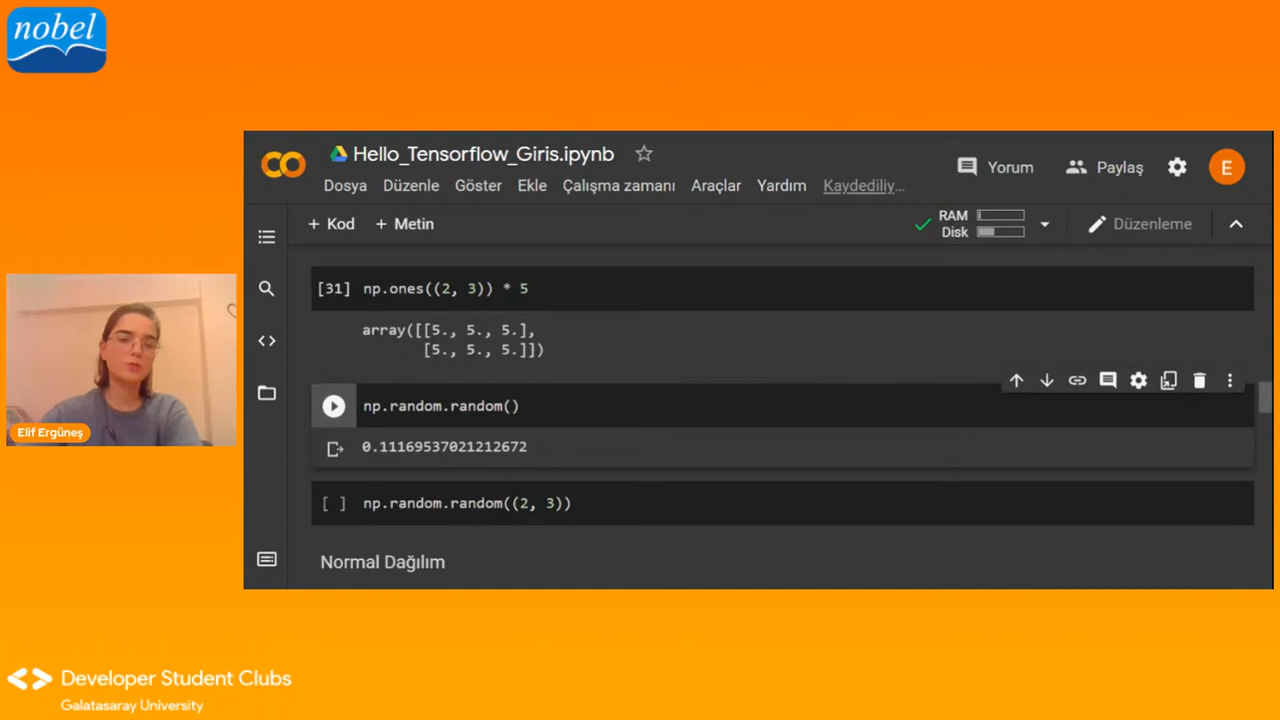 nobel
Hello_Tensorflow_Giris.ipynb
Yorum
Paylaş
E
Dosya Düzenle Göster Ekle Çalışma zamanı Araçlar Yardım Kaydediliy...
+ Kod + Metin
RAM
Disk
Düzenleme
[31] np.ones((2, 3)) * 5
array([[5., 5., 5.],
[5., 5., 5.]])
np.random.random()
0.11169537021212672
[ ] np.random.random((2, 3))
Normal Dağılım
Elif Ergüneş
Developer Student Clubs
Galatasaray University